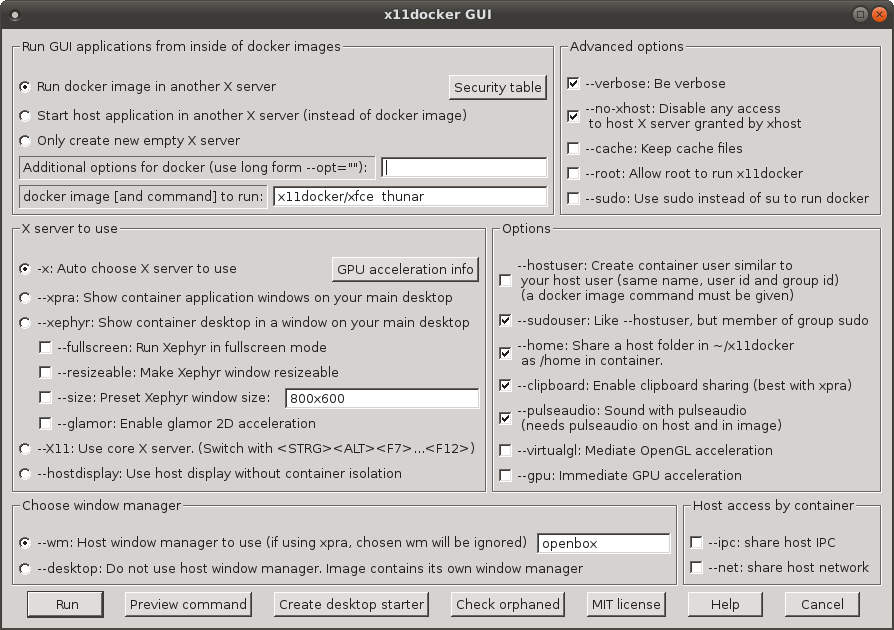 x11docker GUI
Run GUI applications from inside of docker images
Run docker image in another X server
Security table
Start host application in another X server (instead of docker image)
Only create new empty X server
Additional options for docker (use long form --opt=""):
docker image [and command] to run:
x11docker/xfce  thunar
Advanced options
--verbose: Be verbose
--no-xhost: Disable any access
to host X server granted by xhost
--cache: Keep cache files
--root: Allow root to run x11docker
--sudo: Use sudo instead of su to run docker
X server to use
-x: Auto choose X server to use
GPU acceleration info
--xpra: Show container application windows on your main desktop
--xephyr: Show container desktop in a window on your main desktop
--fullscreen: Run Xephyr in fullscreen mode
--resizeable: Make Xephyr window resizeable
--size: Preset Xephyr window size:
800x600
--glamor: Enable glamor 2D acceleration
--X11: Use core X server. (Switch with <STRG><ALT><F7>...<F12>)
--hostdisplay: Use host display without container isolation
Options
--hostuser: Create container user similar to
your host user (same name, user id and group id)
(a docker image command must be given)
--sudouser: Like --hostuser, but member of group sudo
--home: Share a host folder in ~/x11docker
as /home in container.
--clipboard: Enable clipboard sharing (best with xpra)
--pulseaudio: Sound with pulseaudio
(needs pulseaudio on host and in image)
--virtualgl: Mediate OpenGL acceleration
--gpu: Immediate GPU acceleration
Choose window manager
--wm: Host window manager to use (if using xpra, chosen wm will be ignored)
openbox
--desktop: Do not use host window manager. Image contains its own window manager
Host access by container
--ipc: share host IPC
--net: share host network
Run
Preview command
Create desktop starter
Check orphaned
MIT license
Help
Cancel